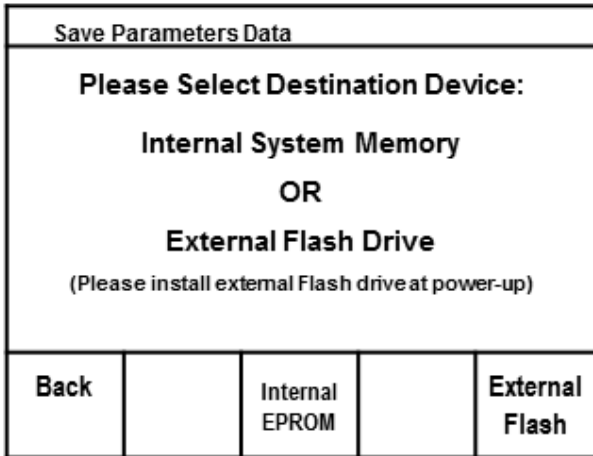 Save Parameters Data
Please Select Destination Device:
Internal System Memory
OR
External Flash Drive
(Please install external Flash drive at power-up)
Back
Internal
EPROM
External
Flash